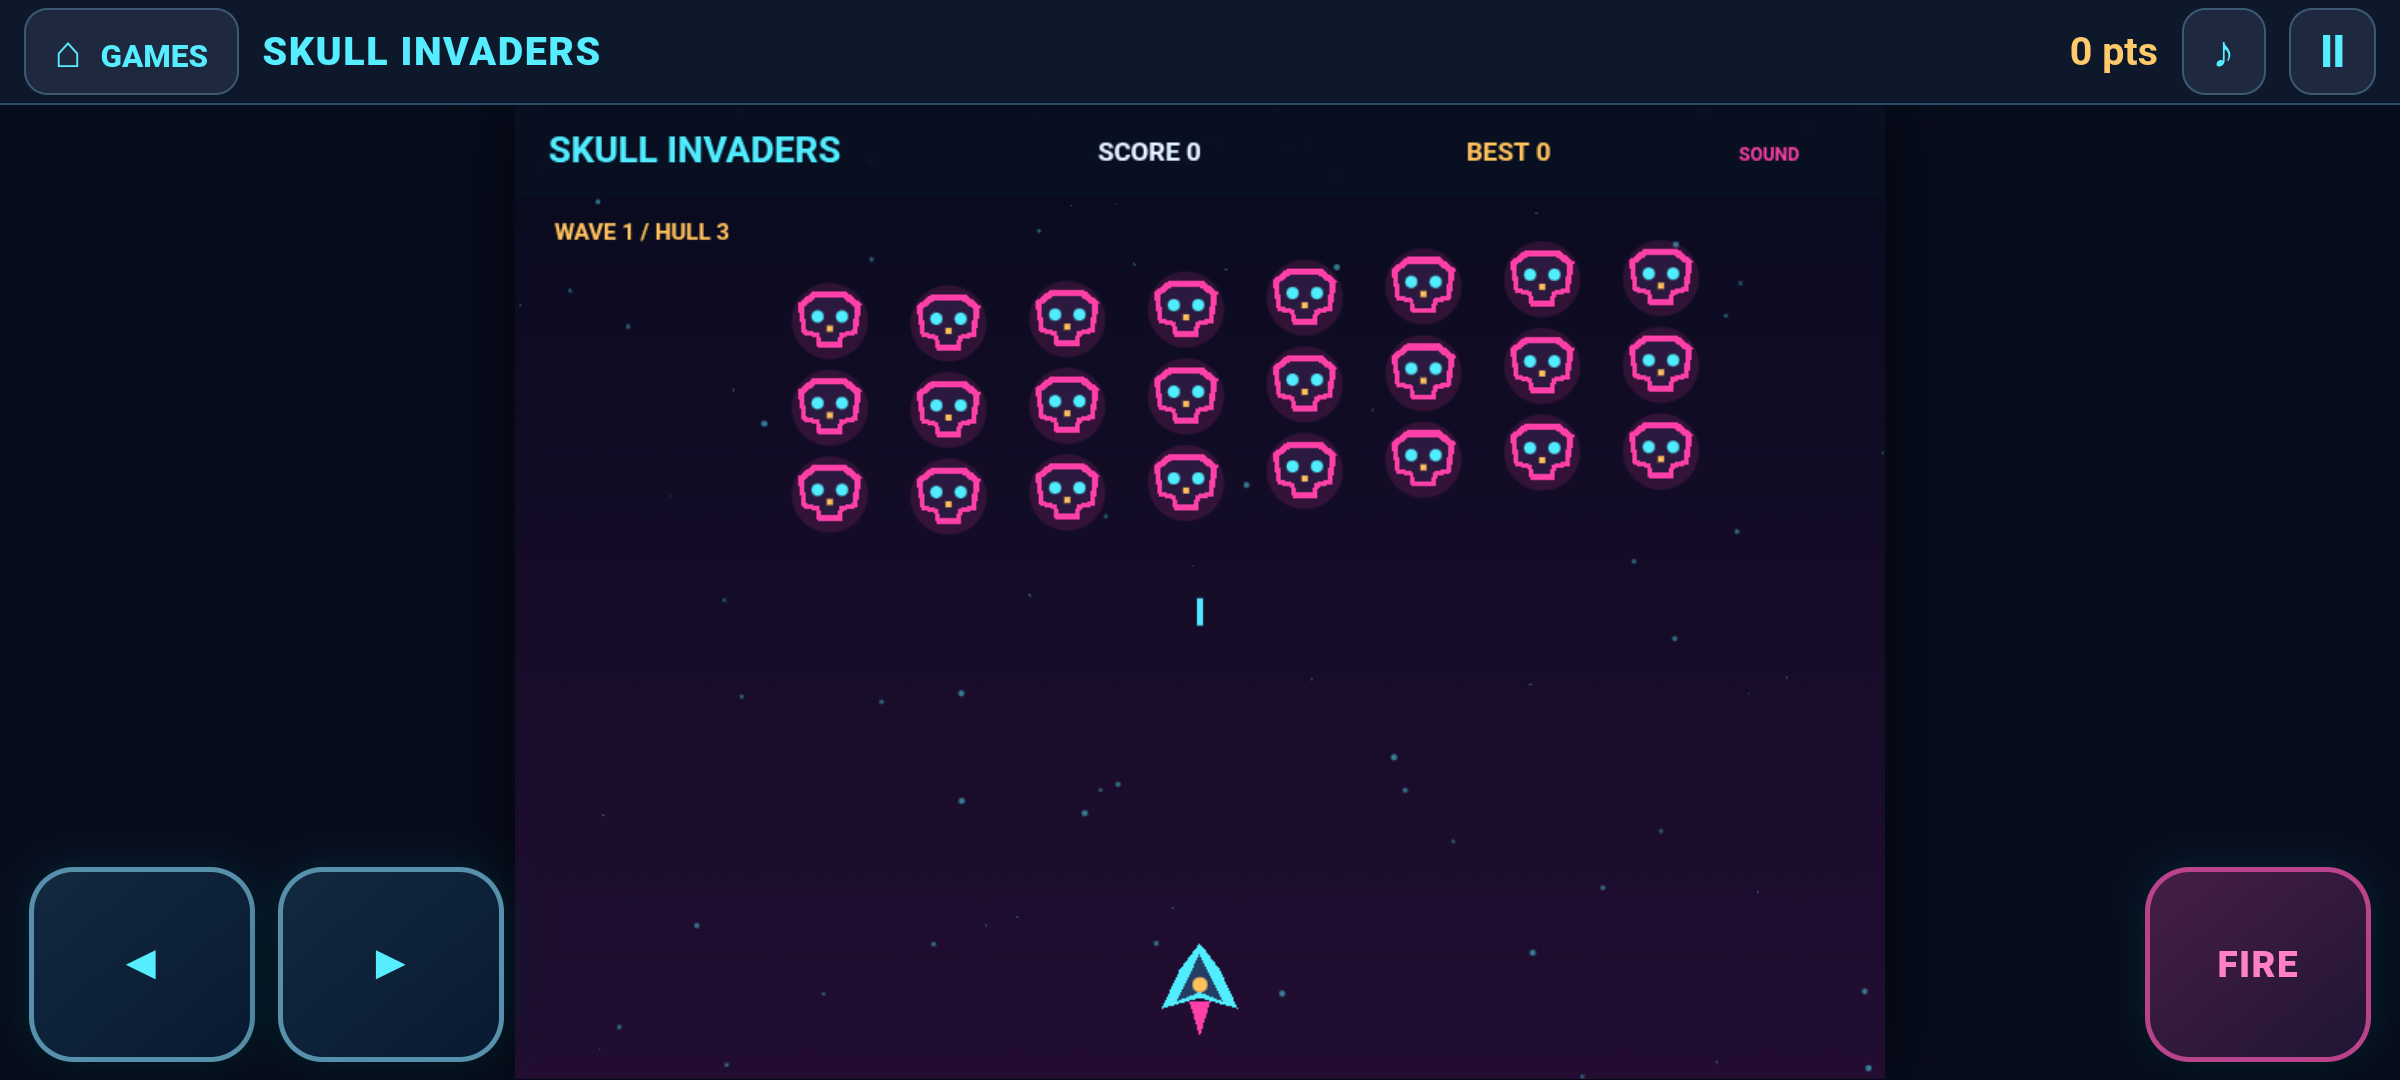 GAMES
SKULL INVADERS
0 pts
SKULL INVADERS
SCORE 0
BEST 0
SOUND
WAVE 1 / HULL 3
FIRE